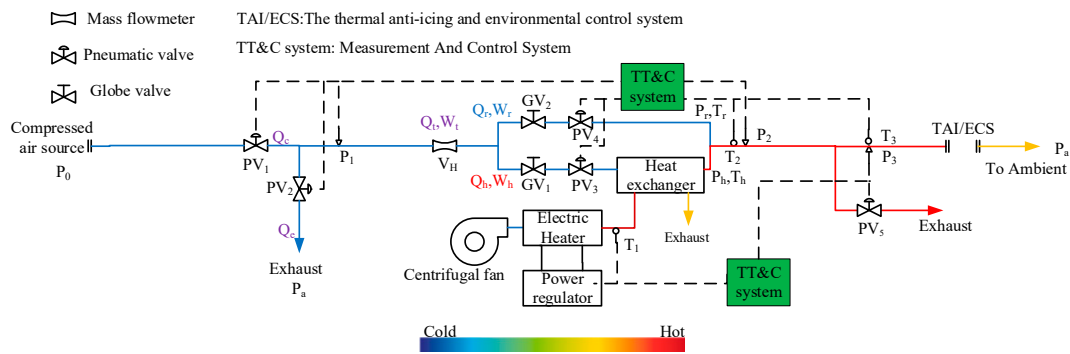 Mass flowmeter
TAI/ECS:The thermal anti-icing and environmental control system
Pneumatic valve
TT&C system: Measurement And Control System
Globe valve
TT&C
system
Compressed
air source
P0
Qc
PV1
PV2
Qe
Exhaust
Pa
P1
Qt,Wt
VH
Qr,Wr
GV2
PV4
Pr,Tr
T2
P2
Qh,Wh
GV1
PV3
Heat
exchanger
Ph,Th
T3
P3
TAI/ECS
Pa
To Ambient
PV5
Exhaust
Exhaust
Electric
Heater
T1
Centrifugal fan
Power
regulator
TT&C
system
Cold
Hot